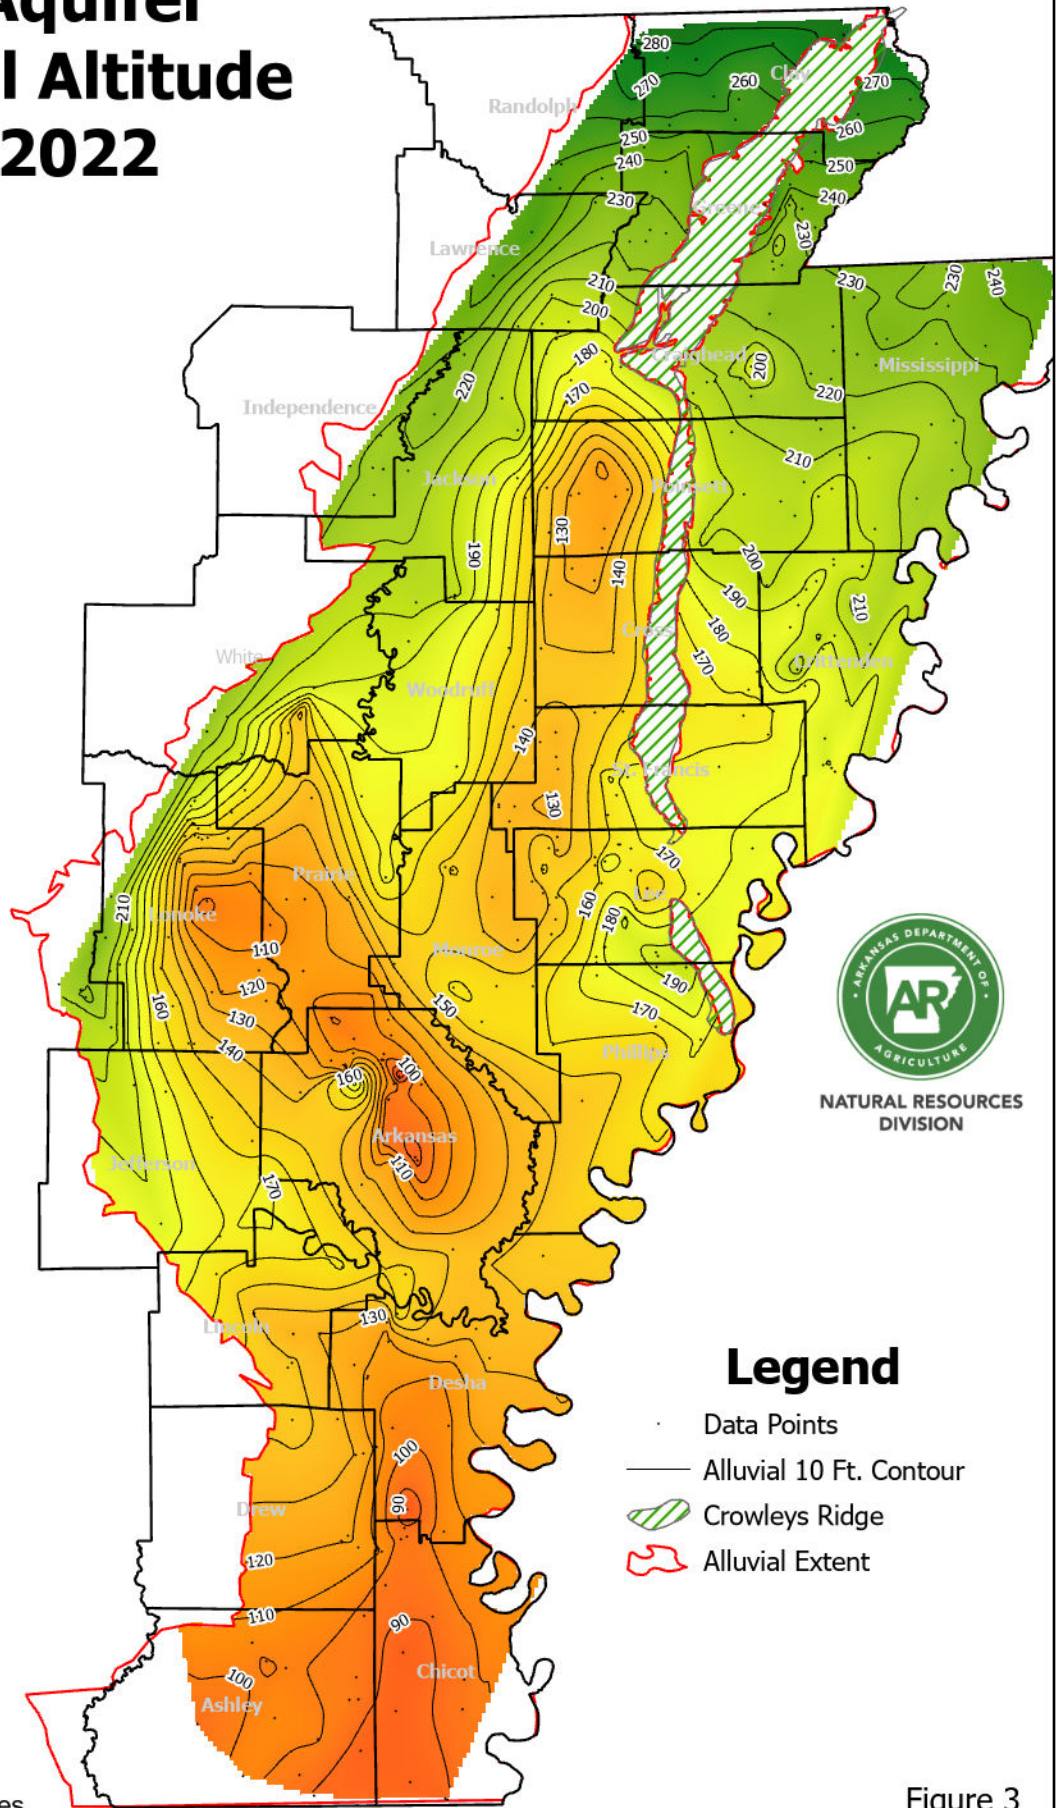 Aquifer
l Altitude
2022
280
Clay
270
260
270
Randolph
260
250
250
240
240
230
Greene
230
Lawrence
210
230
230
240
200
180
Craighead
200
Mississippi
220
170
220
Independence
210
Jackson
Poinsett
130
190
140
200
190
210
180
Cross
White
170
Crittenden
Woodruff
140
St. Francis
130
Prairie
170
Lee
210
Lonoke
160
180
110
Monroe
120
190
160
150
170
130
140
Phillips
100
160
Arkansas
110
Jefferson
170
130
Lincoln
Desha
100
90
Drew
120
110
90
Chicot
100
Ashley
ARKANSAS DEPARTMENT OF
AR
AGRICULTURE
NATURAL RESOURCES
DIVISION
Legend
Data Points
Alluvial 10 Ft. Contour
Crowleys Ridge
Alluvial Extent
Figure 3